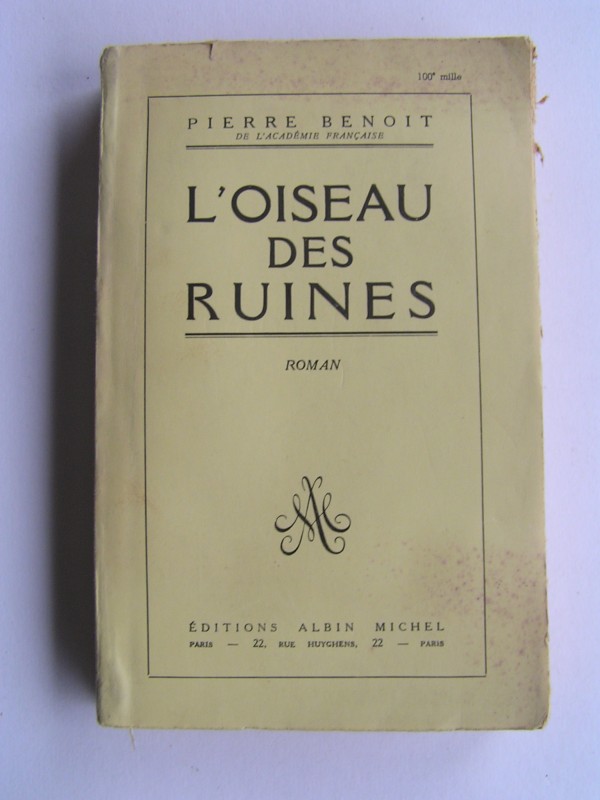 100ᵉ mille
PIERRE BENOIT
DE L'ACADÉMIE FRANÇAISE
L'OISEAU
DES
RUINES
ROMAN
AM
ÉDITIONS ALBIN MICHEL
PARIS — 22, RUE HUYGHENS, 22 — PARIS